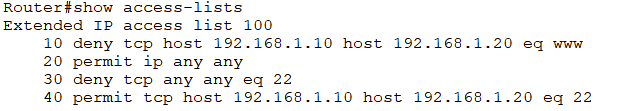 Router#show access-lists
Extended IP access list 100
10 deny tcp host 192.168.1.10 host 192.168.1.20 eq www
20 permit ip any any
30 deny tcp any any eq 22
40 permit tcp host 192.168.1.10 host 192.168.1.20 eq 22